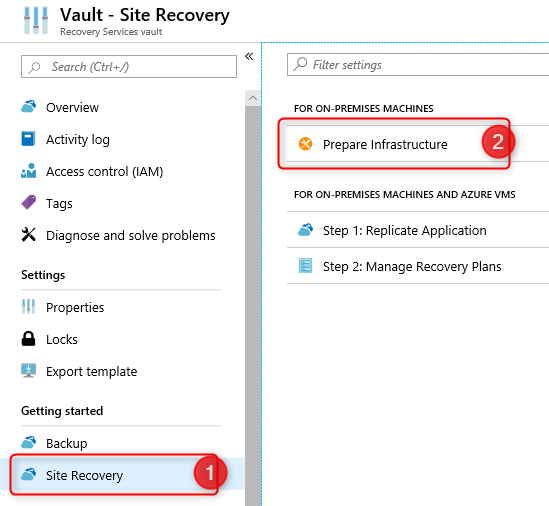 Vault - Site Recovery
Recovery Services vault
Search (Ctrl+/)
«
Overview
Activity log
Access control (IAM)
Tags
Diagnose and solve problems
Settings
Properties
Locks
Export template
Getting started
Backup
Site Recovery
1
Filter settings
FOR ON-PREMISES MACHINES
Prepare Infrastructure
2
FOR ON-PREMISES MACHINES AND AZURE VMS
Step 1: Replicate Application
Step 2: Manage Recovery Plans